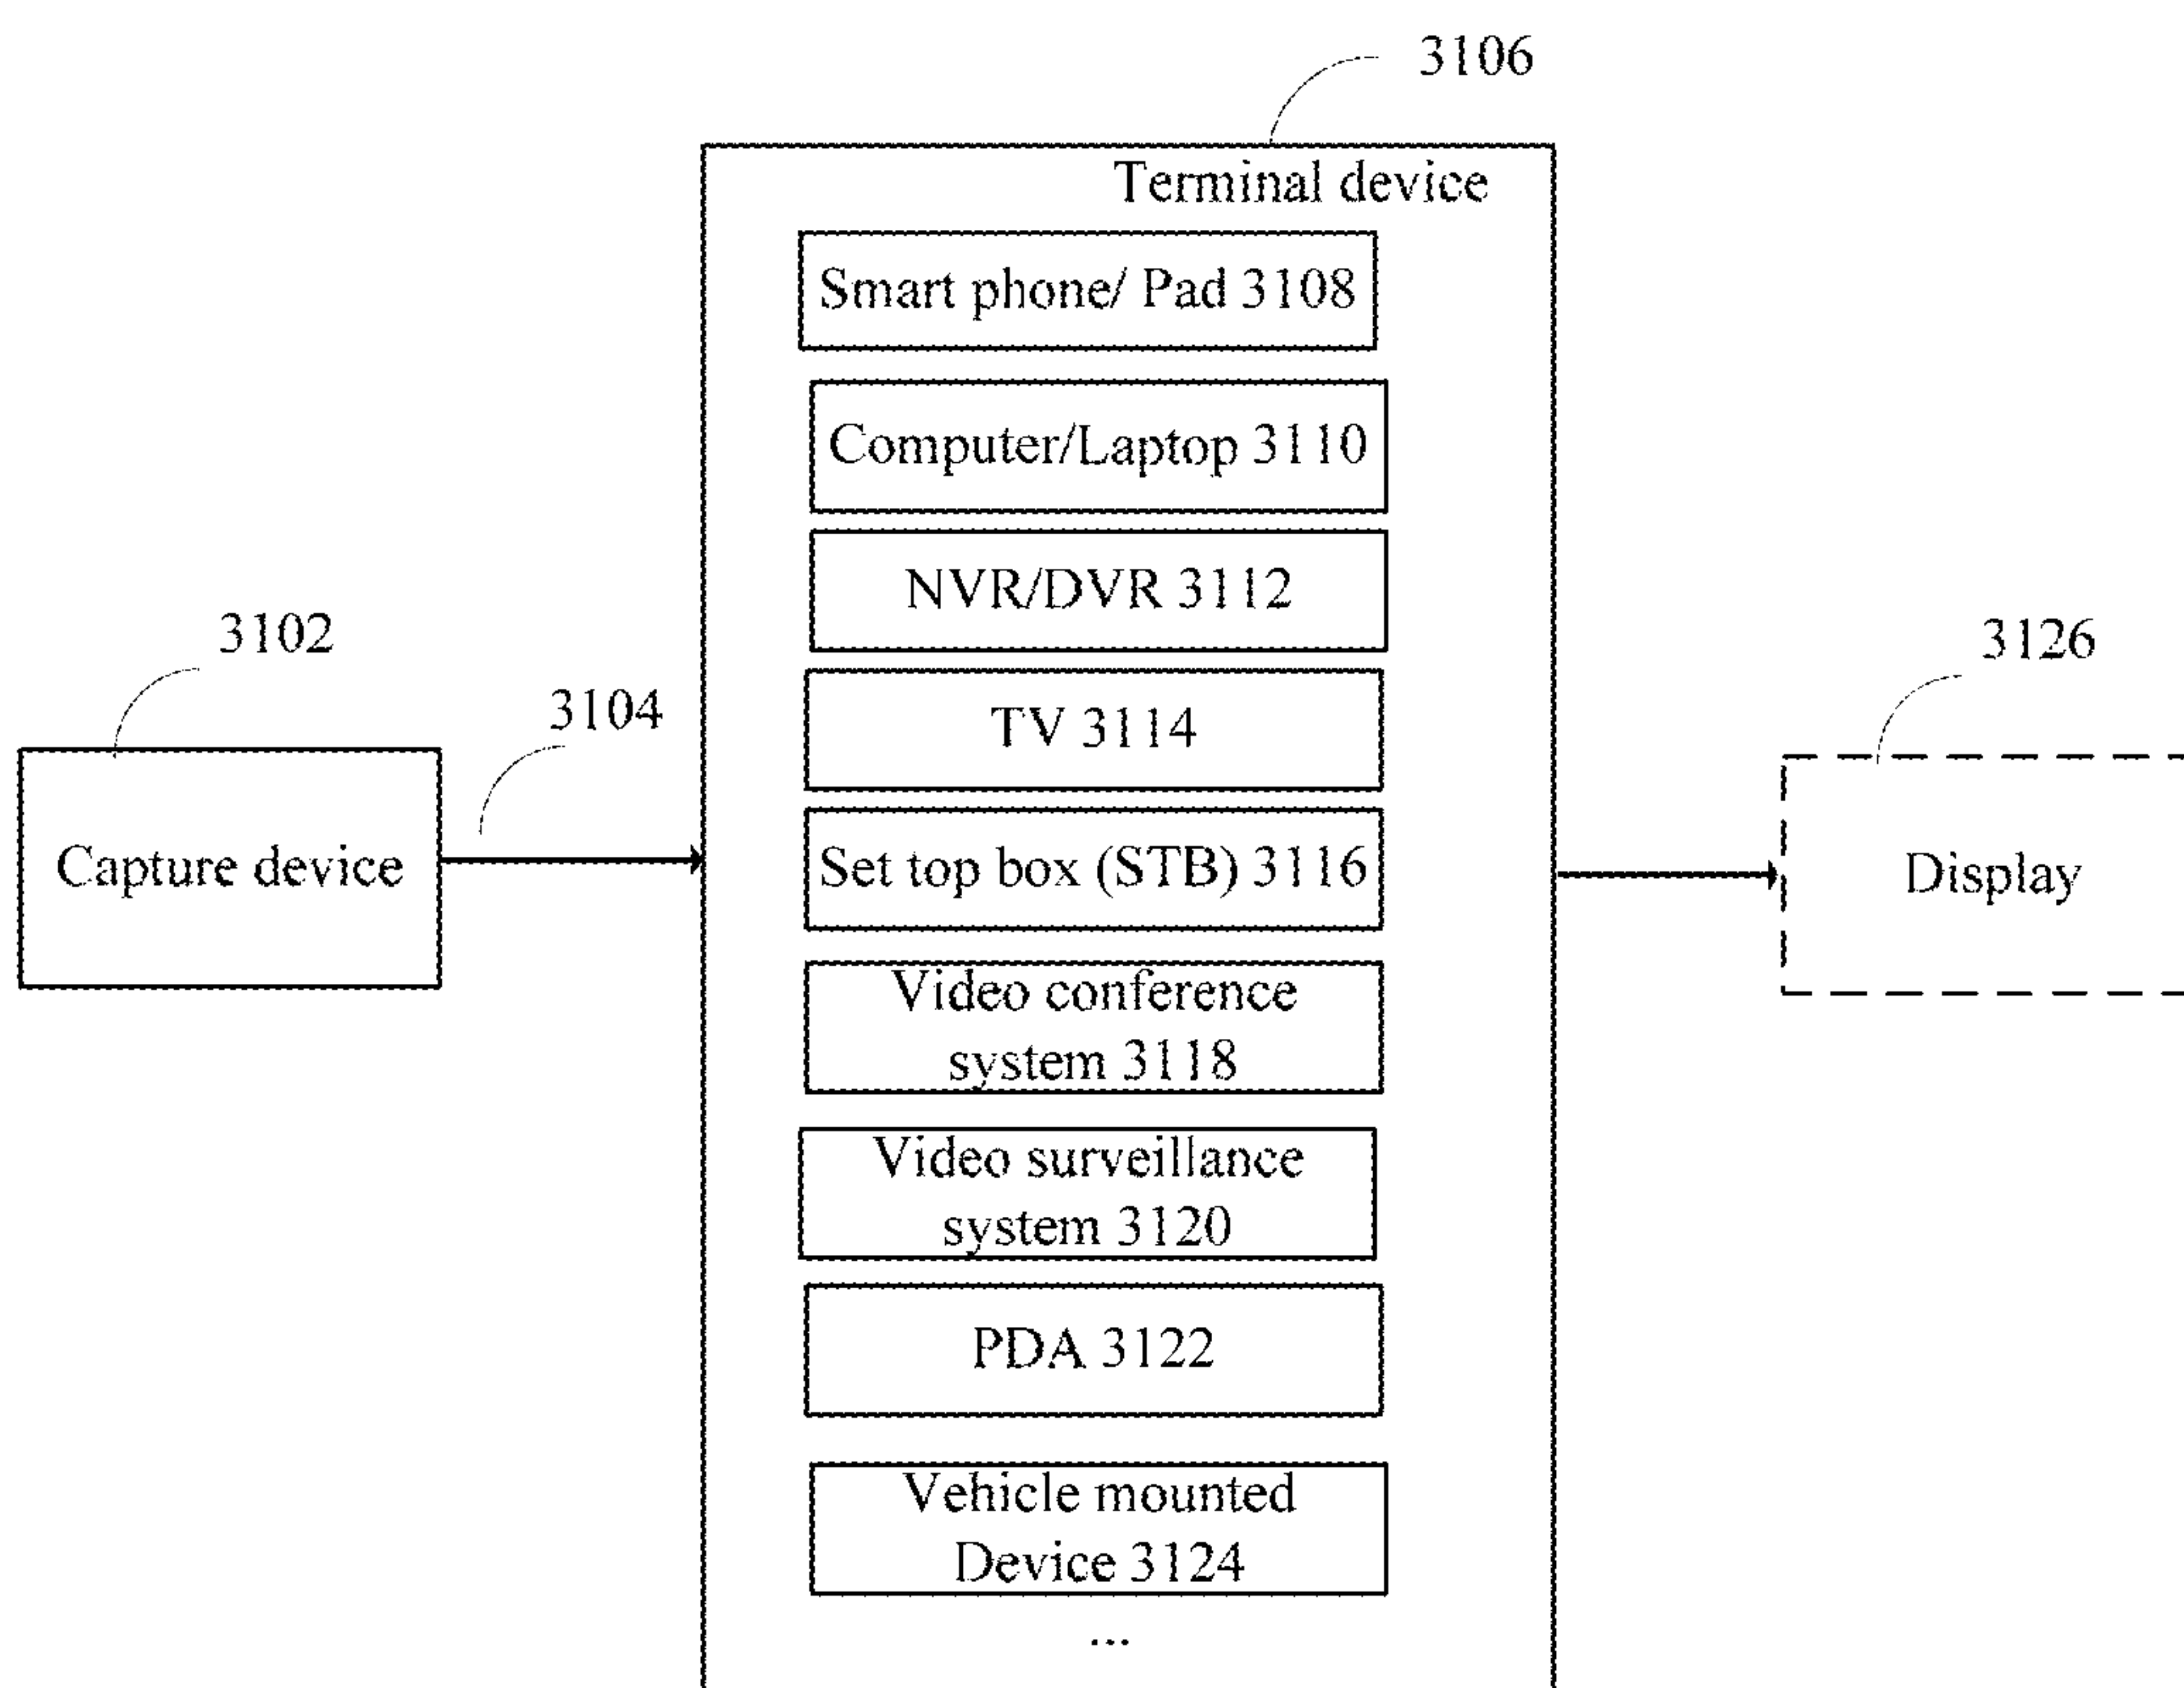 3106
Terminal device
Smart phone/ Pad 3108
Computer/Laptop 3110
NVR/DVR 3112
3102
3126
3104
TV 3114
Capture device
Set top box (STB) 3116
Display
Video conference
system 3118
Video surveillance
system 3120
PDA 3122
Vehicle mounted
Device 3124
...